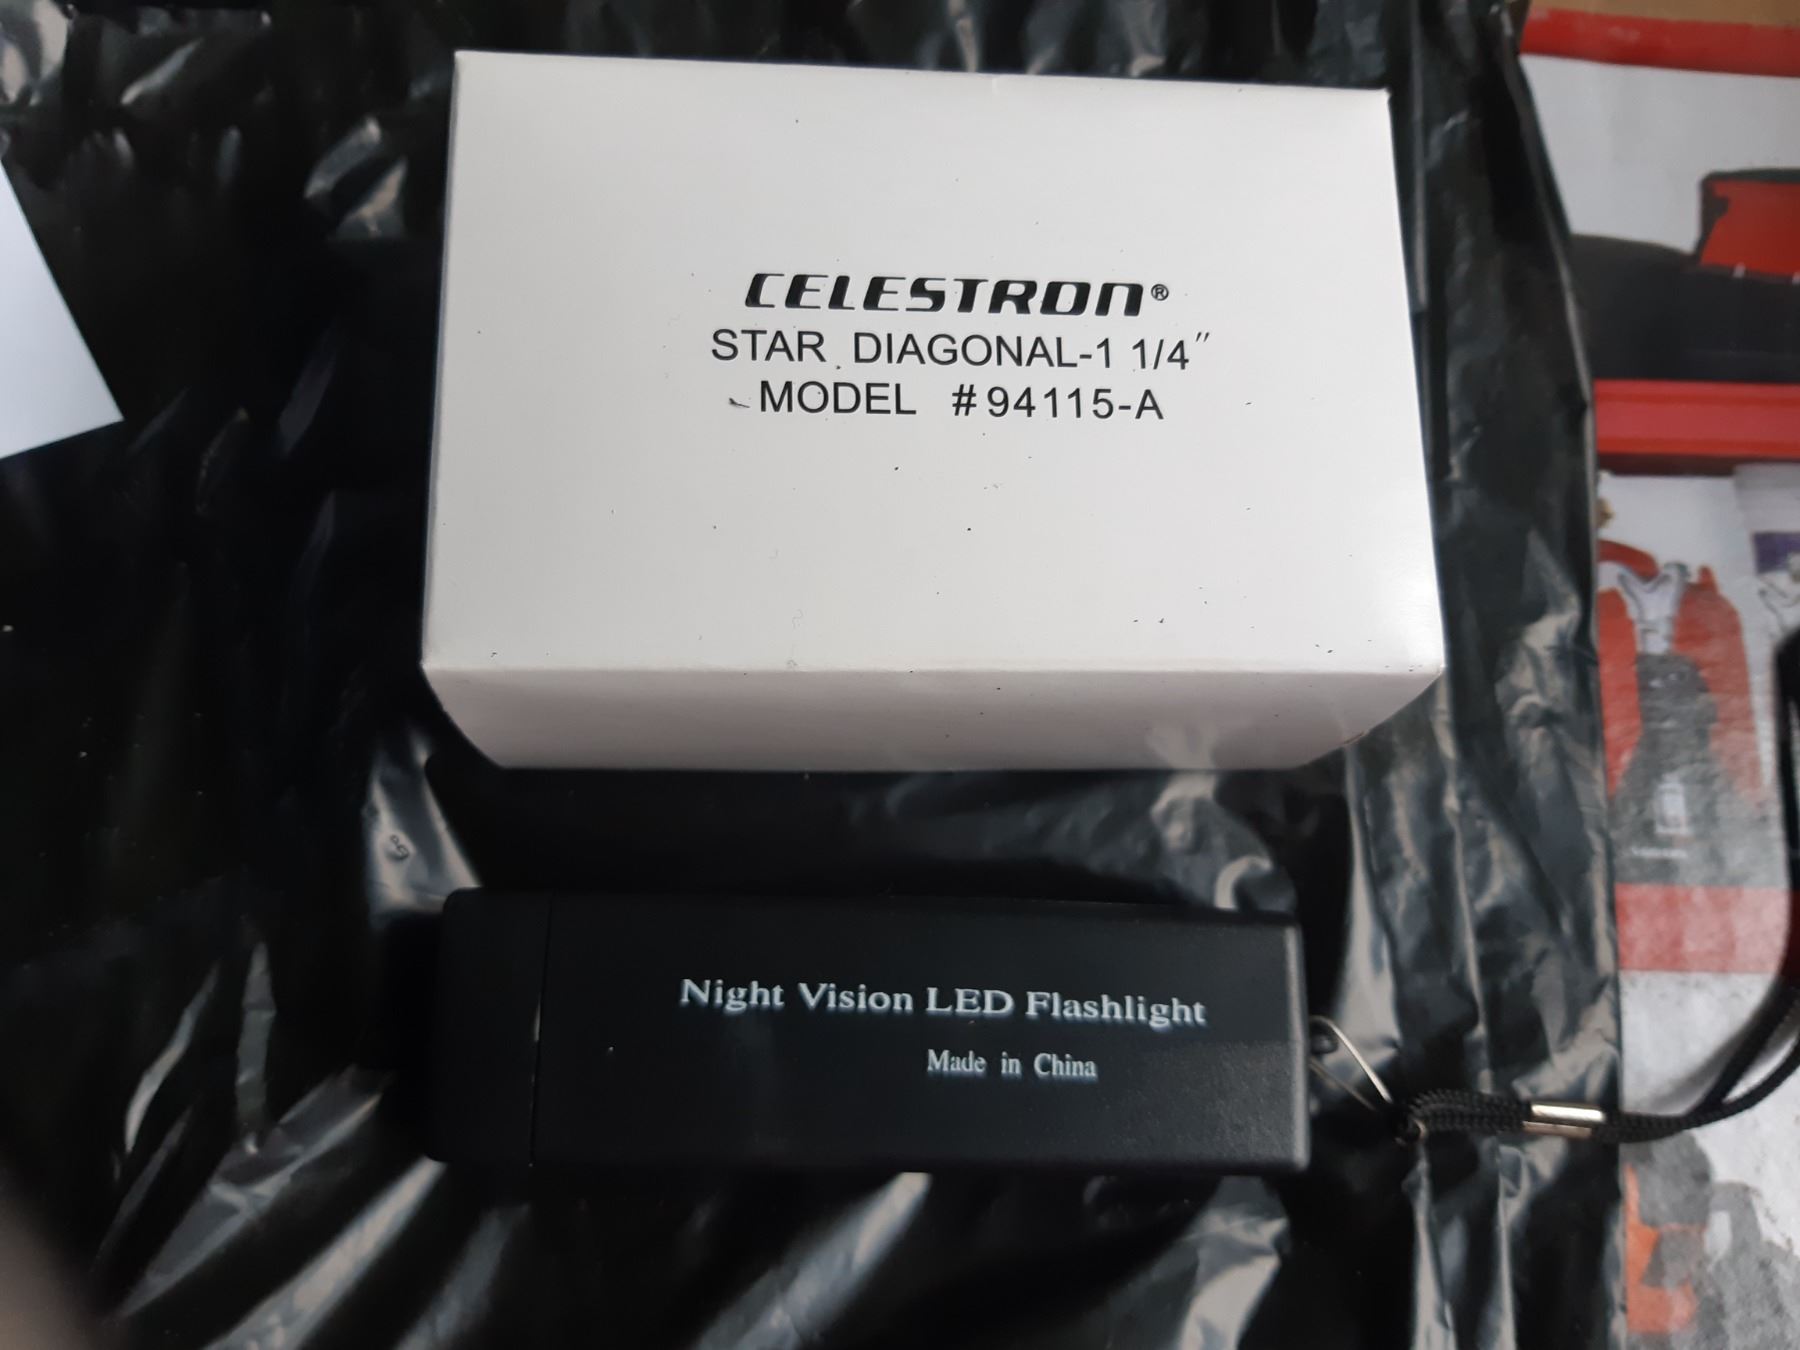 CELESTRON®
STAR DIAGONAL-1 1/4"
MODEL #94115-A
Night Vision LED Flashlight
Made in China